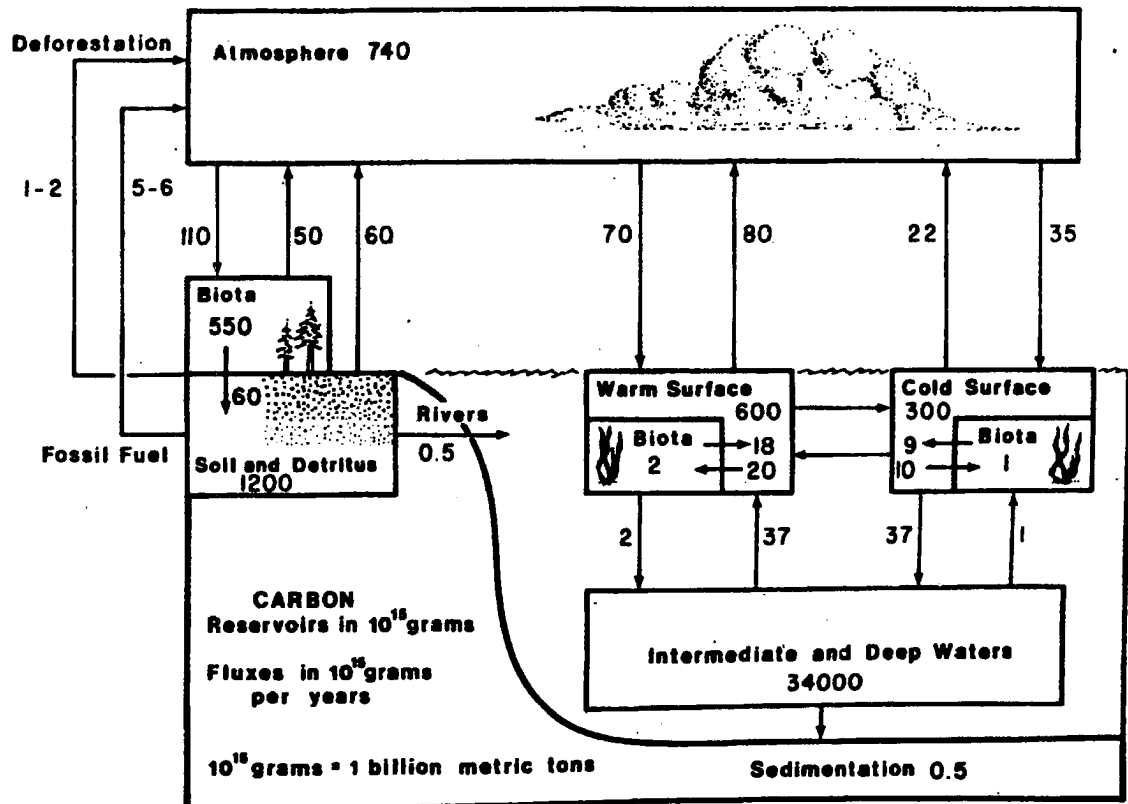 Deforestation
Atmosphere 740
1-2
5-6
110
50
60
70
80
22
35
Biota
550
60
Soil and Detritus
1200
Fossil Fuel
Rivers
0.5
Warm Surface
600
Biota
2
18
20
Cold Surface
300
9
10
Biota
1
2
37
37
1
Intermediate and Deep Waters
34000
CARBON
Reservoirs in 10¹⁵grams
Fluxes in 10¹⁵grams
per years
10¹⁵grams = 1 billion metric tons
Sedimentation 0.5